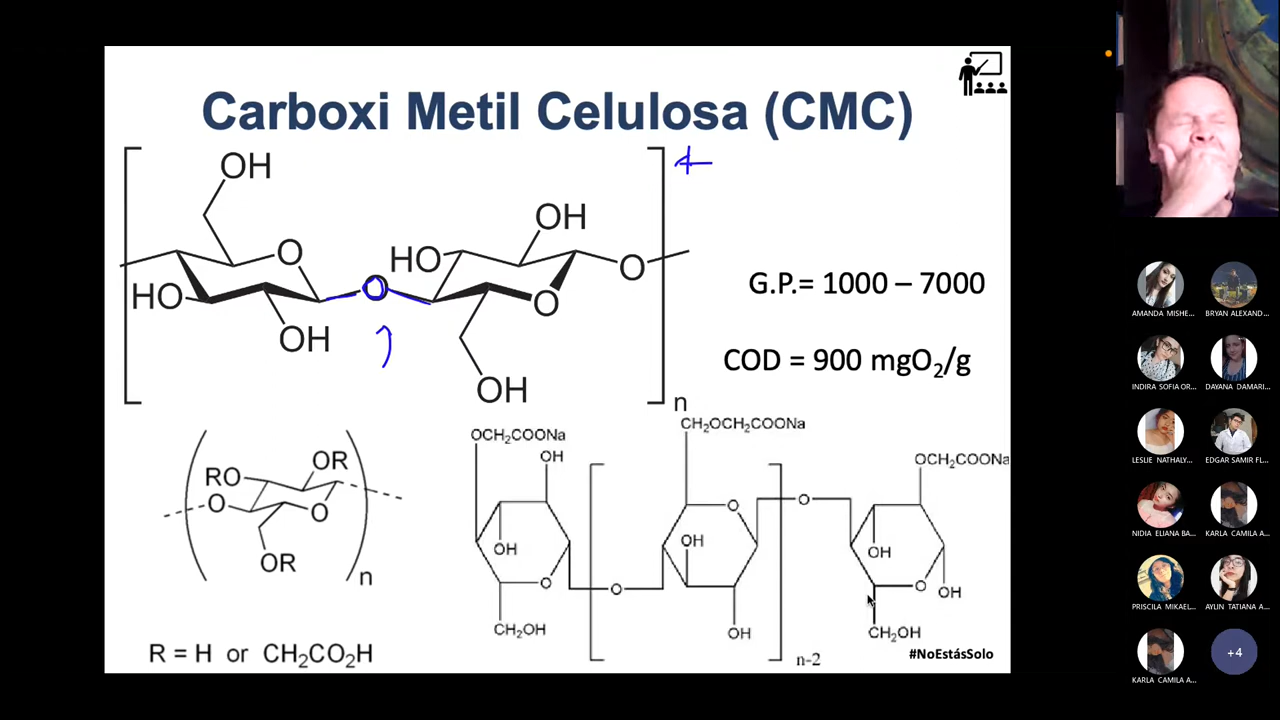 Carboxi Metil Celulosa (CMC)
OH
O
HO
OH
O
HO
OH
O
OH
O
n
G.P.= 1000 – 7000
COD = 900 mgO₂/g
RO
OR
O
O
OR
n
R = H or CH₂CO₂H
OCH₂COONa
OH
OH
O
CH₂OH
O
CH₂OCH₂COONa
O
OH
OH
n-2
O
OCH₂COONa
OH
O
OH
CH₂OH
#NoEstásSolo
AMANDA MISHE...
BRYAN ALEXAND...
INDIRA SOFIA OR...
DAYANA DAMARI...
LESLIE NATHALY...
EDGAR SAMIR FL...
NIDIA ELIANA BA...
KARLA CAMILA A...
PRISCILA MIKAEL...
AYLIN TATIANA A...
KARLA CAMILA A...
+4